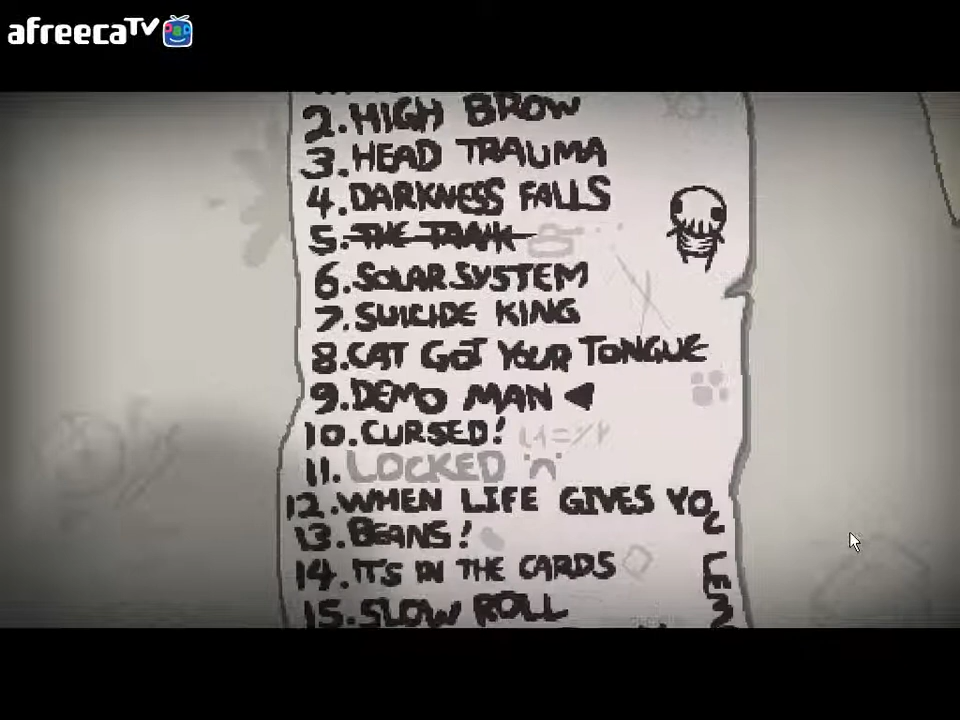 afreecaTV
2. HIGH BROW
3. HEAD TRAUMA
4. DARKNESS FALLS
5. THE TANK
6. SOLAR SYSTEM
7. SUICIDE KING
8. CAT GOT YOUR TONGUE
9. DEMO MAN
10. CURSED!
11. LOCKED
12. WHEN LIFE GIVES YOU LEM
13. BEANS!
14. IT'S IN THE CARDS
15. SLOW ROLL